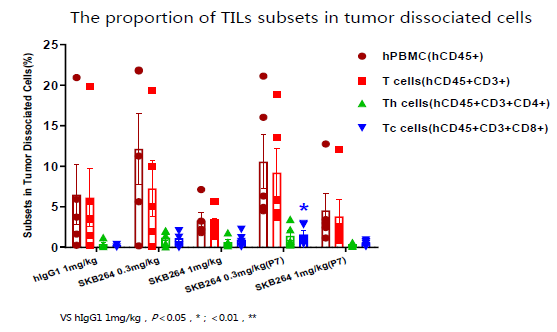 The proportion of TILs subsets in tumor dissociated cells
hPBMC(hCD45+)
T cells(hCD45+CD3+)
Th cells(hCD45+CD3+CD4+)
Tc cells(hCD45+CD3+CD8+)
Subsets in Tumor Dissociated Cells(%)
25
20
15
10
5
0
*
hIgG1 1mg/kg
SKB264 0.3mg/kg
SKB264 1mg/kg
SKB264 0.3mg/kg(P7)
SKB264 1mg/kg(P7)
VS hIgG1 1mg/kg , P<0.05 , * ; <0.01 , **